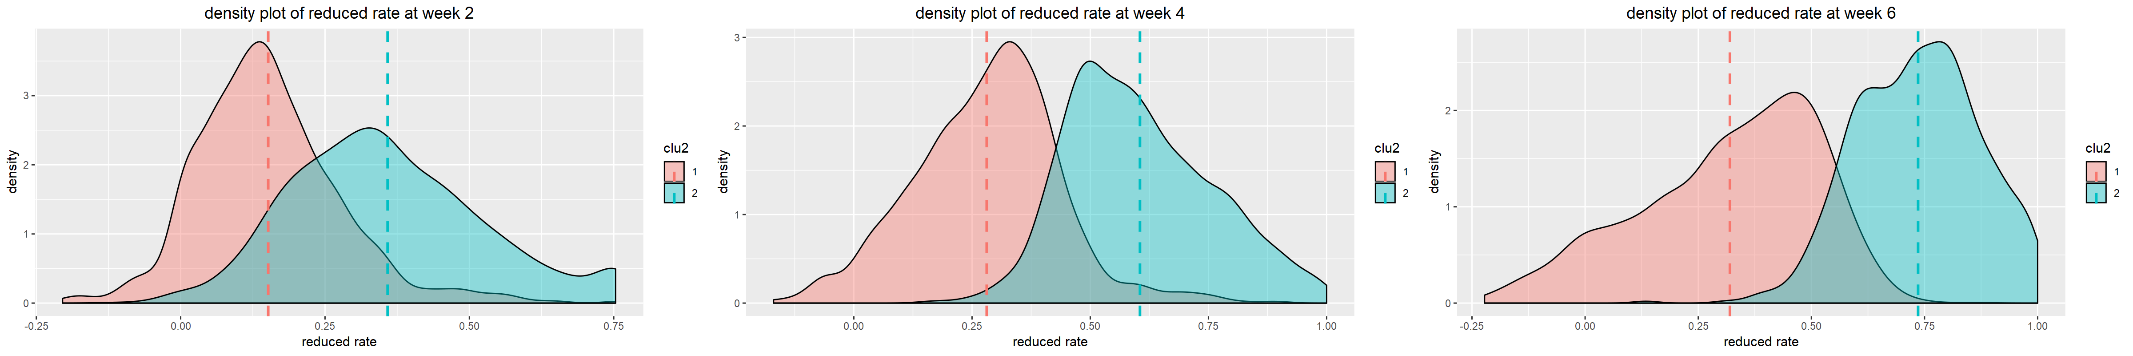 density plot of reduced rate at week 2
density
3
2
1
0
-0.25
0.00
0.25
0.50
0.75
reduced rate
clu2
1
2
density plot of reduced rate at week 4
density
3
2
1
0
0.00
0.25
0.50
0.75
1.00
reduced rate
clu2
1
2
density plot of reduced rate at week 6
density
2
1
0
-0.25
0.00
0.25
0.50
0.75
1.00
reduced rate
clu2
1
2